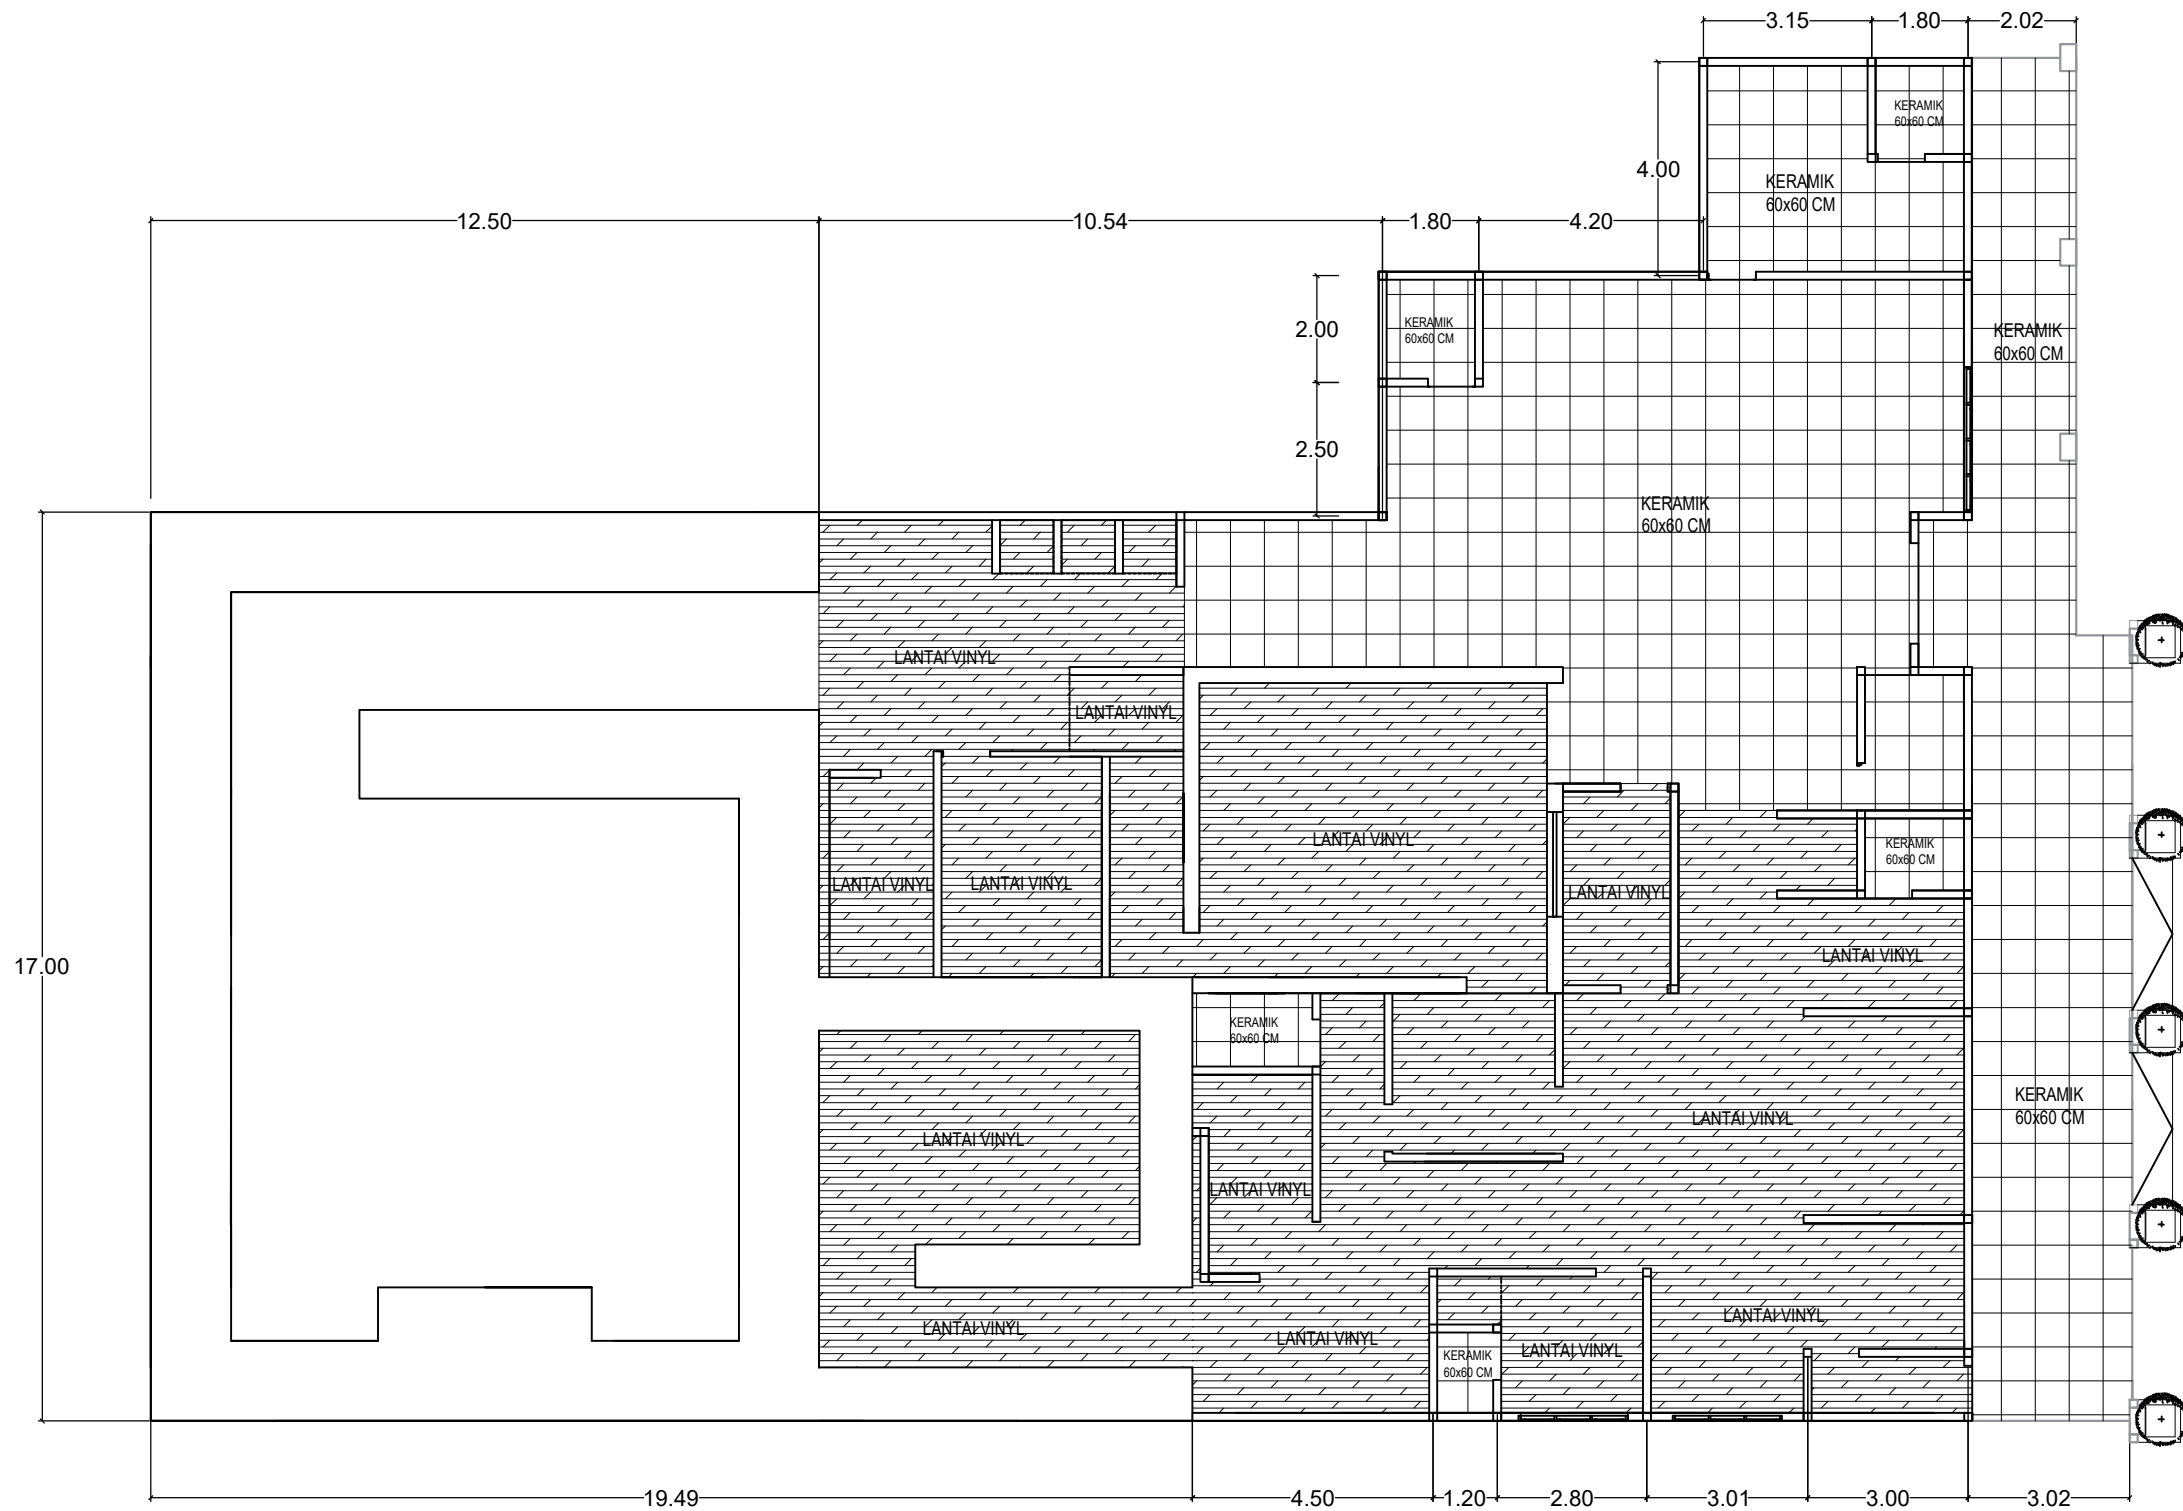 3.15
1.80
2.02
KERAMIK
60x60 CM
4.00
KERAMIK
60x60 CM
12.50
10.54
1.80
4.20
2.00
KERAMIK
60x60 CM
KERAMIK
60x60 CM
2.50
KERAMIK
60x60 CM
LANTAI VINYL
LANTAI VINYL
LANTAI VINYL
KERAMIK
60x60 CM
LANTAI VINYL
LANTAI VINYL
LANTAI VINYL
LANTAI VINYL
17.00
KERAMIK
60x60 CM
KERAMIK
60x60 CM
LANTAI VINYL
LANTAI VINYL
LANTAI VINYL
LANTAI VINYL
LANTAI VINYL
LANTAI VINYL
LANTAI VINYL
KERAMIK
60x60 CM
19.49
4.50
1.20
2.80
3.01
3.00
3.02